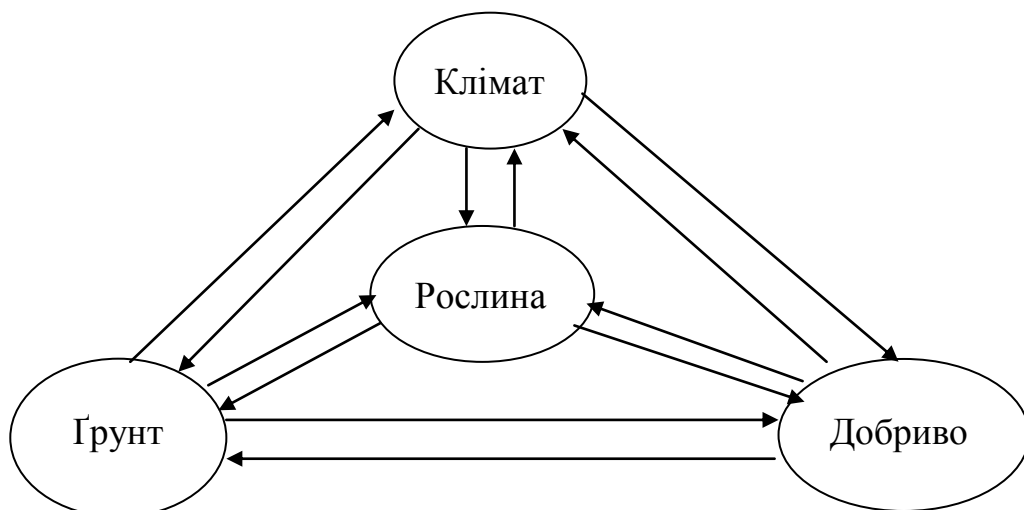 Клімат
Рослина
Ґрунт
Добриво